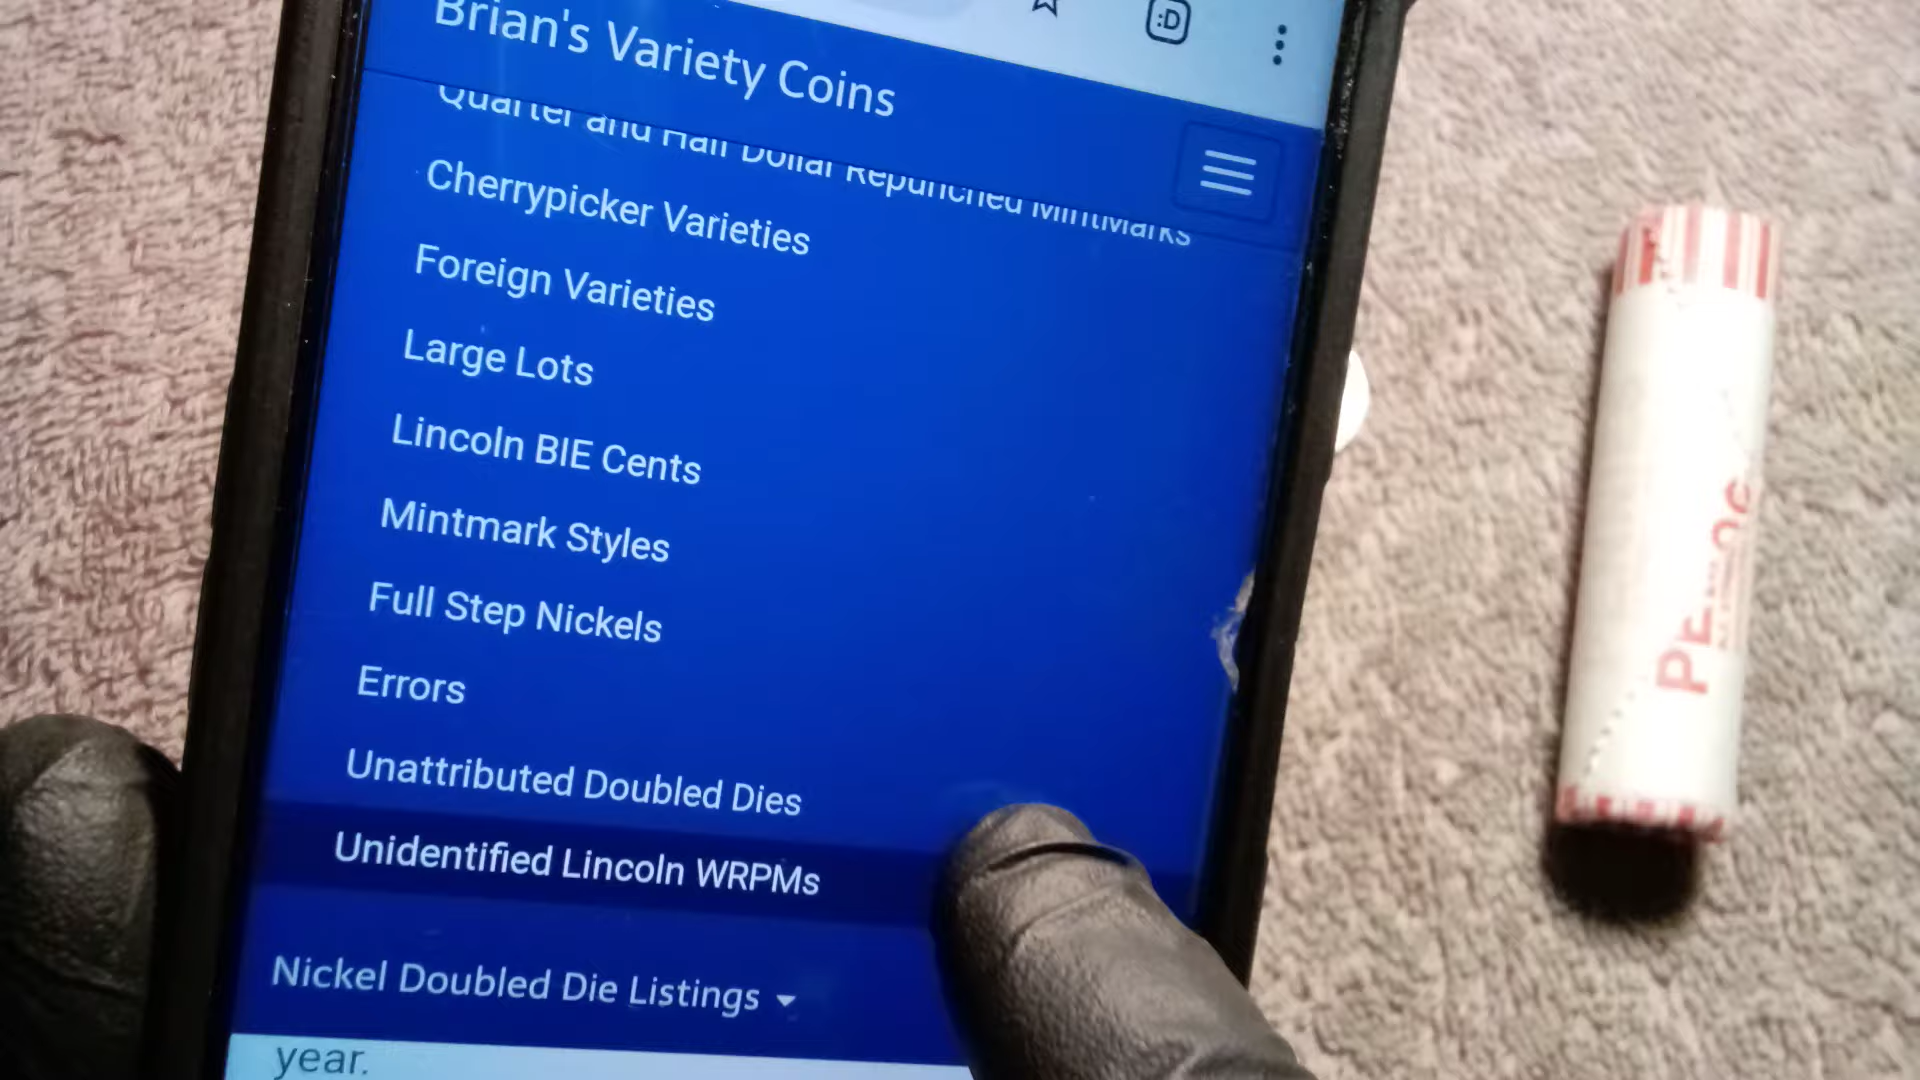 :D
Brian's Variety Coins
Quarter and Half Dollar Repunched MintMarks
Cherrypicker Varieties
Foreign Varieties
Large Lots
Lincoln BIE Cents
Mintmark Styles
Full Step Nickels
Errors
Unattributed Doubled Dies
Unidentified Lincoln WRPMs
Nickel Doubled Die Listings
year.